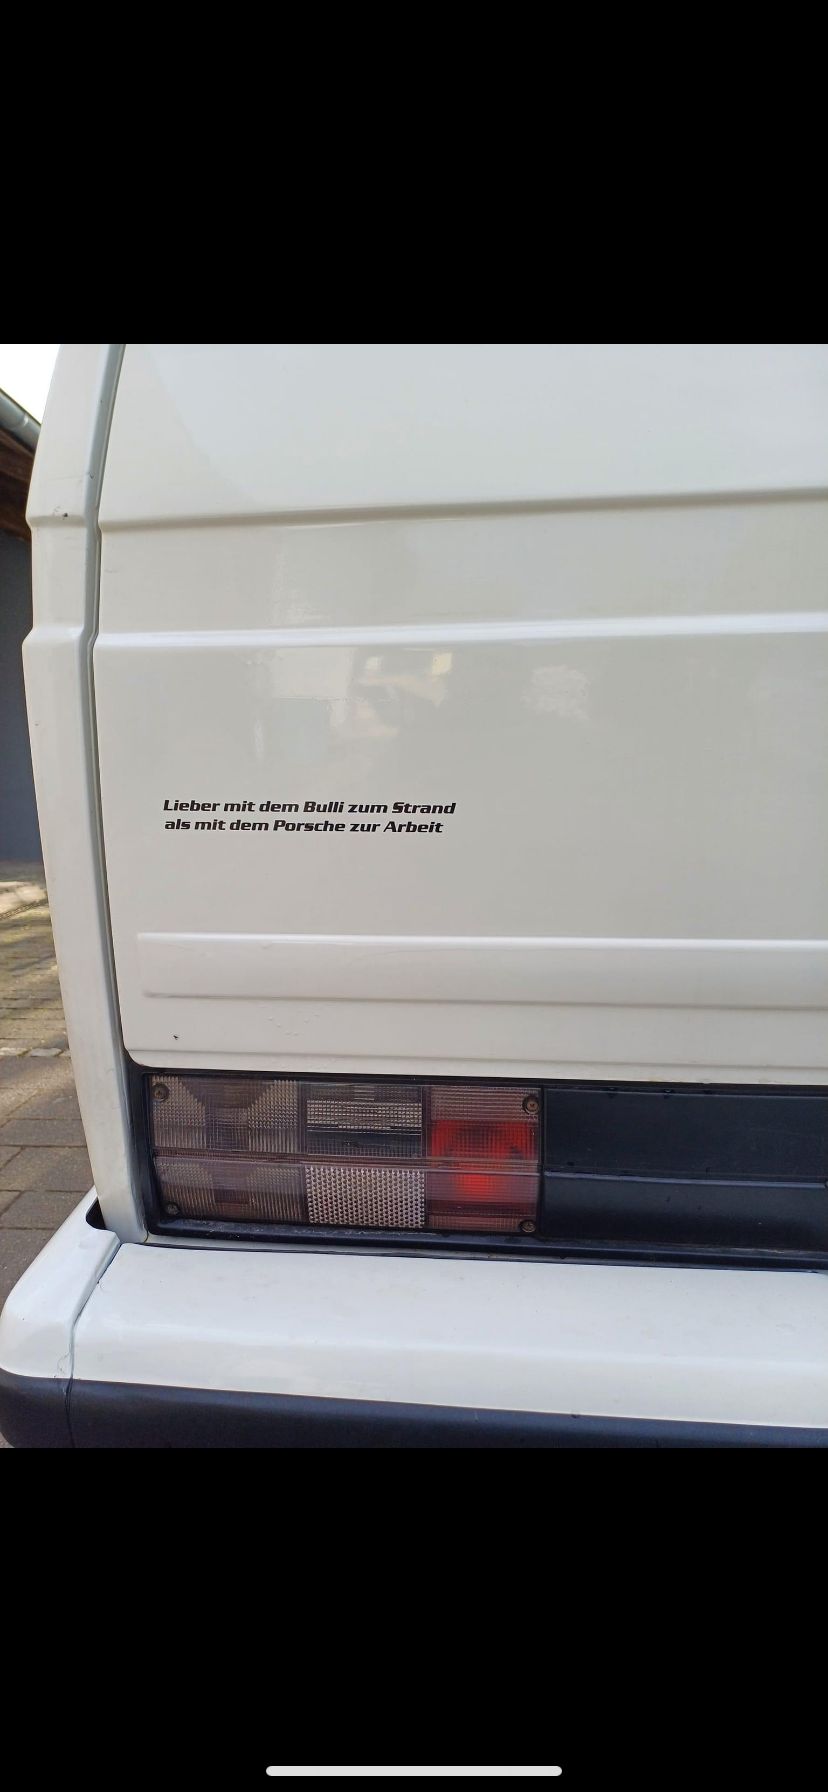 Lieber mit dem Bulli zum Strand
als mit dem Porsche zur Arbeit